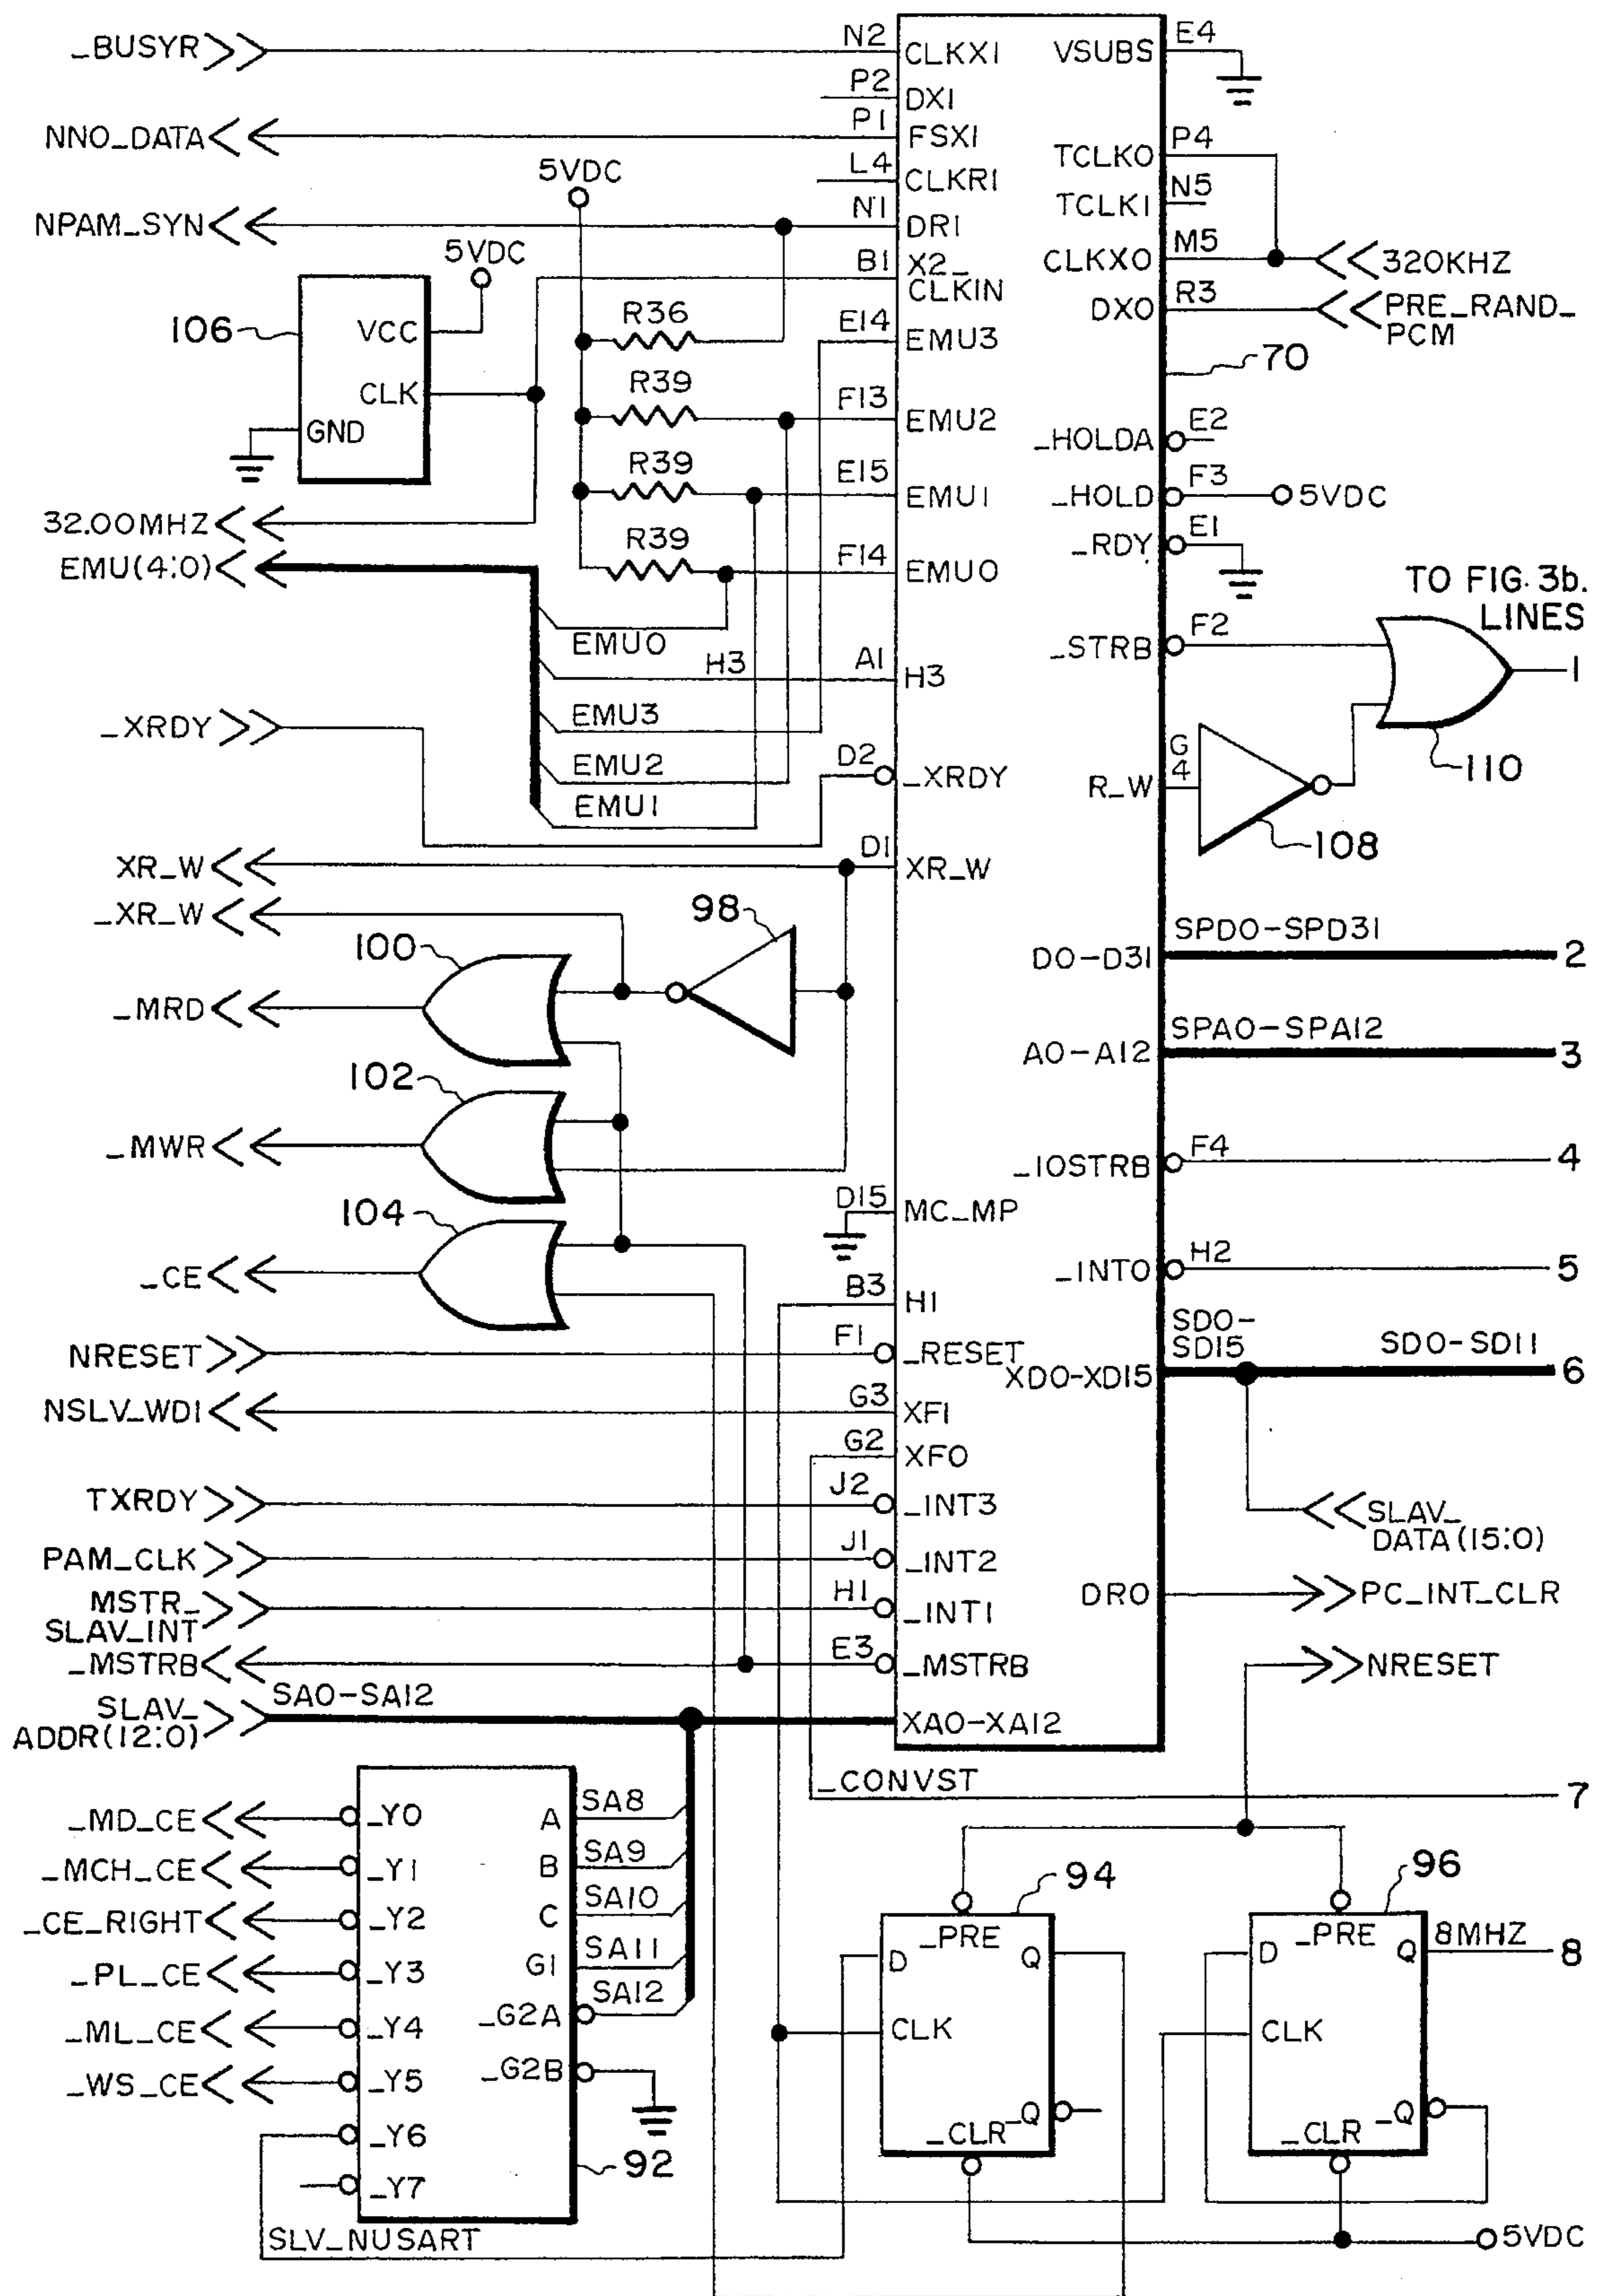 _BUSYR
N2
CLKX1
VSUBS
E4
P2
DX1
NNO_DATA
P1
FSX1
TCLK0
P4
5VDC
L4
CLKR1
TCLK1
N5
NPAM_SYN
N1
DR1
5VDC
B1
X2_
CLKIN
CLKX0
M5
320KHZ
106
VCC
R36
E14
EMU3
DX0
R3
PRE_RAND_
PCM
70
CLK
R39
F13
EMU2
_HOLDA
E2
GND
R39
E15
EMU1
_HOLD
F3
5VDC
32.00MHZ
R39
F14
EMU0
_RDY
E1
EMU(4:0)
TO FIG. 3b.
LINES
EMU0
_STRB
F2
1
H3
A1
H3
_XRDY
EMU3
EMU2
D2
_XRDY
R_W
G
4
110
EMU1
108
XR_W
D1
XR_W
_XR_W
98
100
D0-D31
SPD0-SPD31
2
_MRD
A0-A12
SPA0-SPA12
3
102
_MWR
_IOSTRB
F4
4
104
D15
MC_MP
_CE
_INT0
H2
5
B3
H1
NRESET
F1
_RESET
XD0-XD15
SD0-
SD15
SD0-SD11
6
NSLV_WDI
G3
XF1
G2
XF0
TXRDY
J2
_INT3
SLAV_
DATA(15:0)
PAM_CLK
J1
_INT2
MSTR_
SLAV_INT
H1
_INT1
DR0
PC_INT_CLR
_MSTRB
E3
_MSTRB
NRESET
SLAV_
ADDR(12:0)
SA0-SA12
XA0-XA12
_CONVST
7
_MD_CE
_Y0
A
SA8
_MCH_CE
_Y1
B
SA9
94
96
_CE_RIGHT
_Y2
C
SA10
_PL_CE
_Y3
G1
SA11
D
_PRE
Q
D
_PRE
Q
8MHZ
8
_ML_CE
_Y4
_G2A
SA12
CLK
CLK
_WS_CE
_Y5
_G2B
_Y6
_CLR
_Q
_CLR
_Q
92
_Y7
SLV_NUSART
5VDC